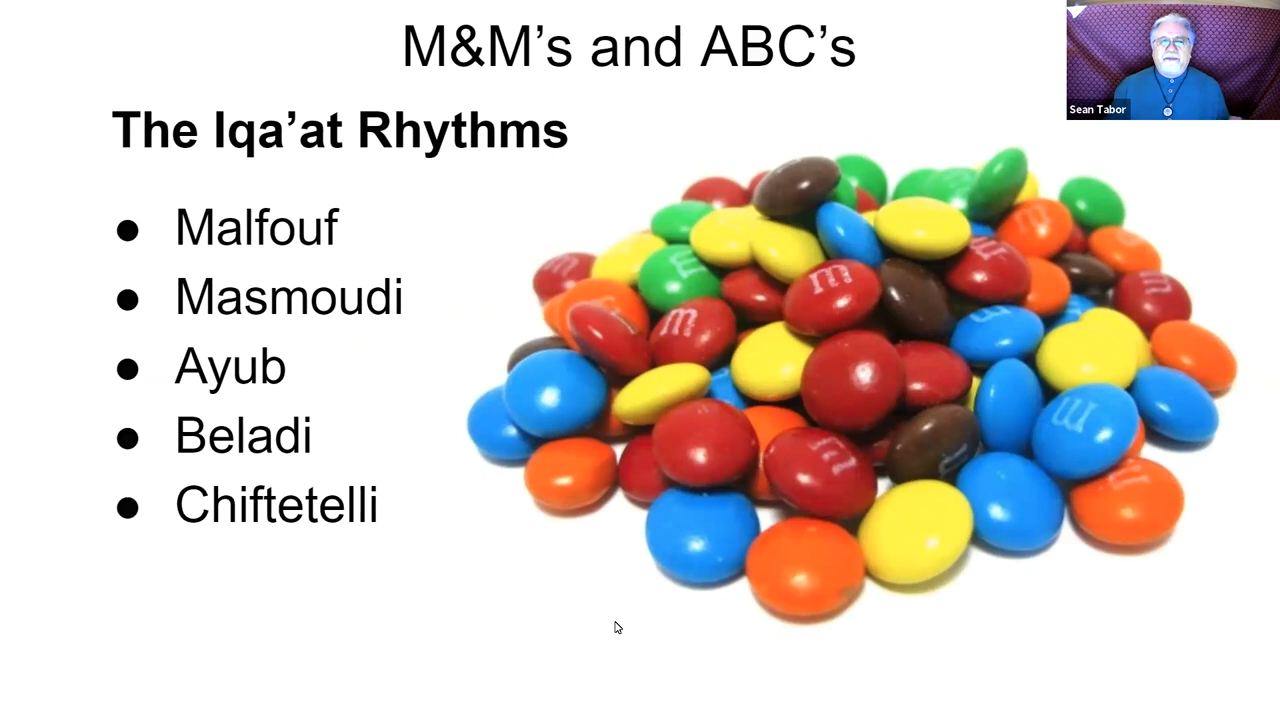 M&M’s and ABC’s
Sean Tabor
The Iqa’at Rhythms
● Malfouf
● Masmoudi
● Ayub
● Beladi
● Chiftetelli
m
m
m
m
m
m
m
m
m